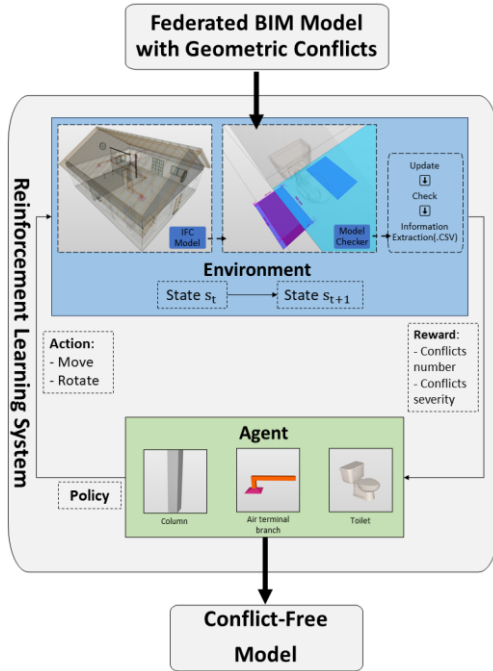 Federated BIM Model
with Geometric Conflicts
Reinforcement Learning System
IFC
Model
Model
Checker
Update
Check
Information
Extraction(.CSV)
Environment
State st
State st+1
Action:
- Move
- Rotate
Reward:
- Conflicts
number
- Conflicts
severity
Agent
Column
Air terminal
branch
Toilet
Policy
Conflict-Free
Model